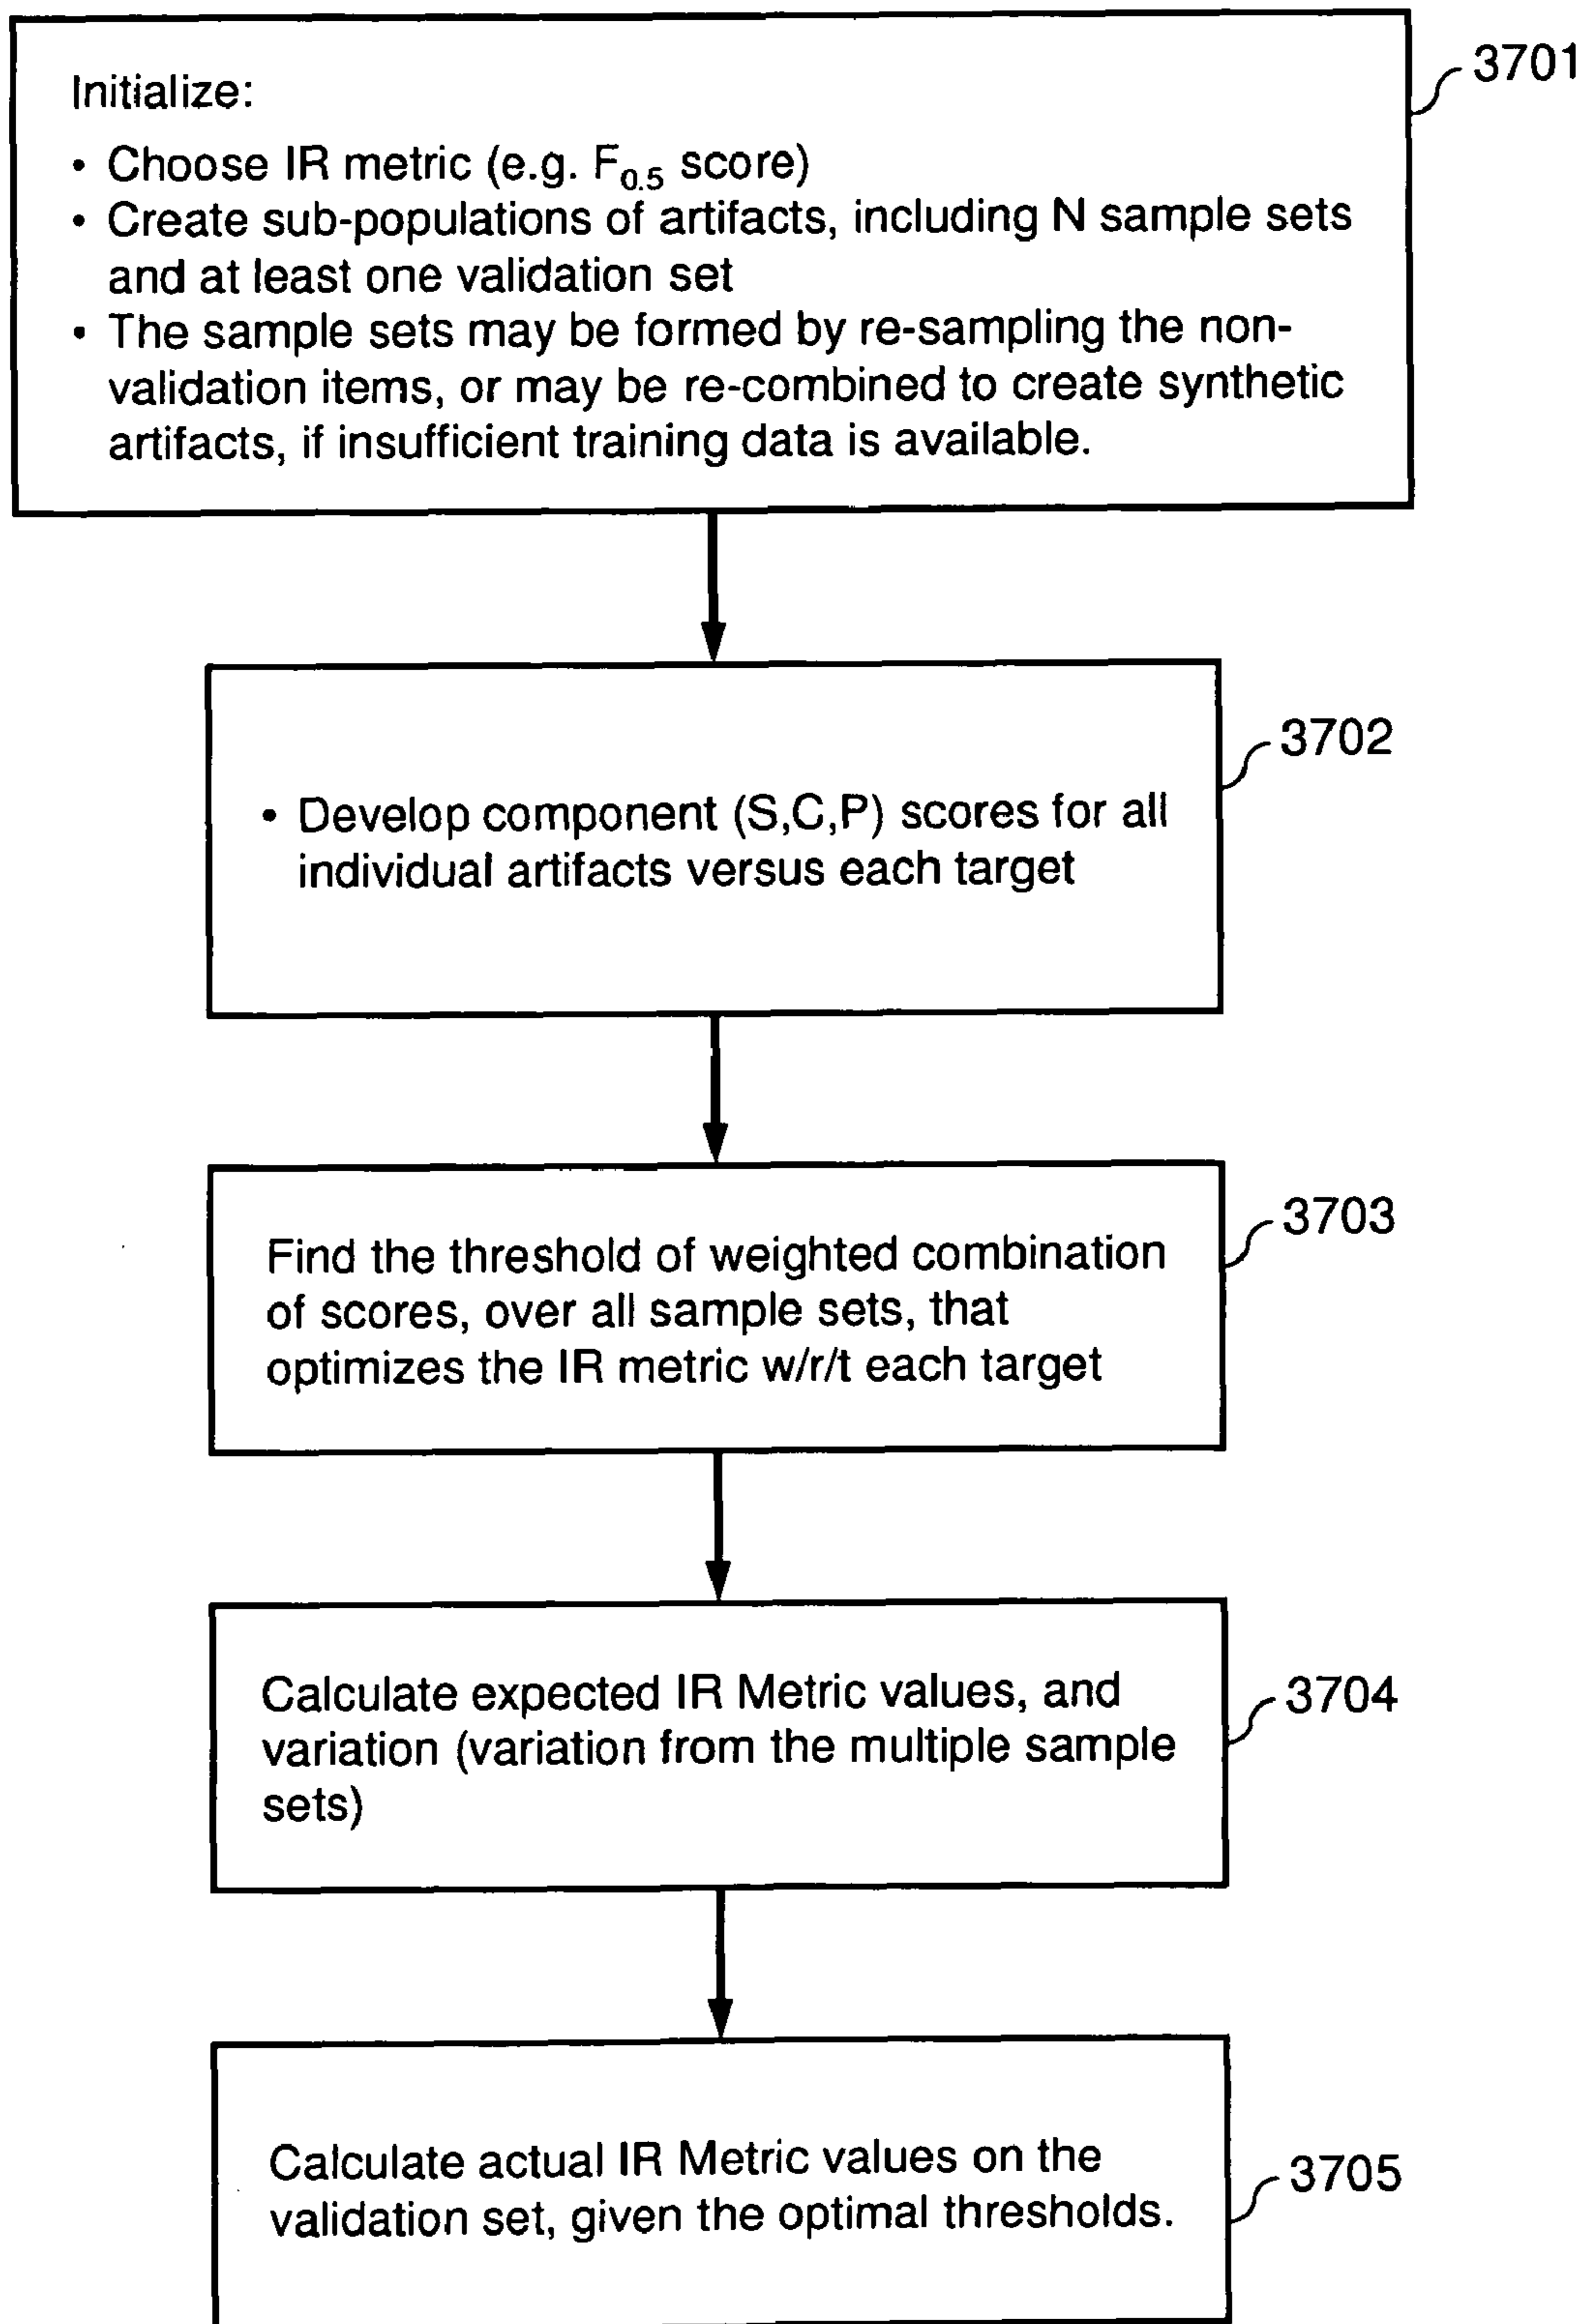 Initialize:
• Choose IR metric (e.g. F0.5 score)
• Create sub-populations of artifacts, including N sample sets
and at least one validation set
• The sample sets may be formed by re-sampling the non-
validation items, or may be re-combined to create synthetic
artifacts, if insufficient training data is available.
3701
• Develop component (S,C,P) scores for all
individual artifacts versus each target
3702
Find the threshold of weighted combination
of scores, over all sample sets, that
optimizes the IR metric w/r/t each target
3703
Calculate expected IR Metric values, and
variation (variation from the multiple sample
sets)
3704
Calculate actual IR Metric values on the
validation set, given the optimal thresholds.
3705